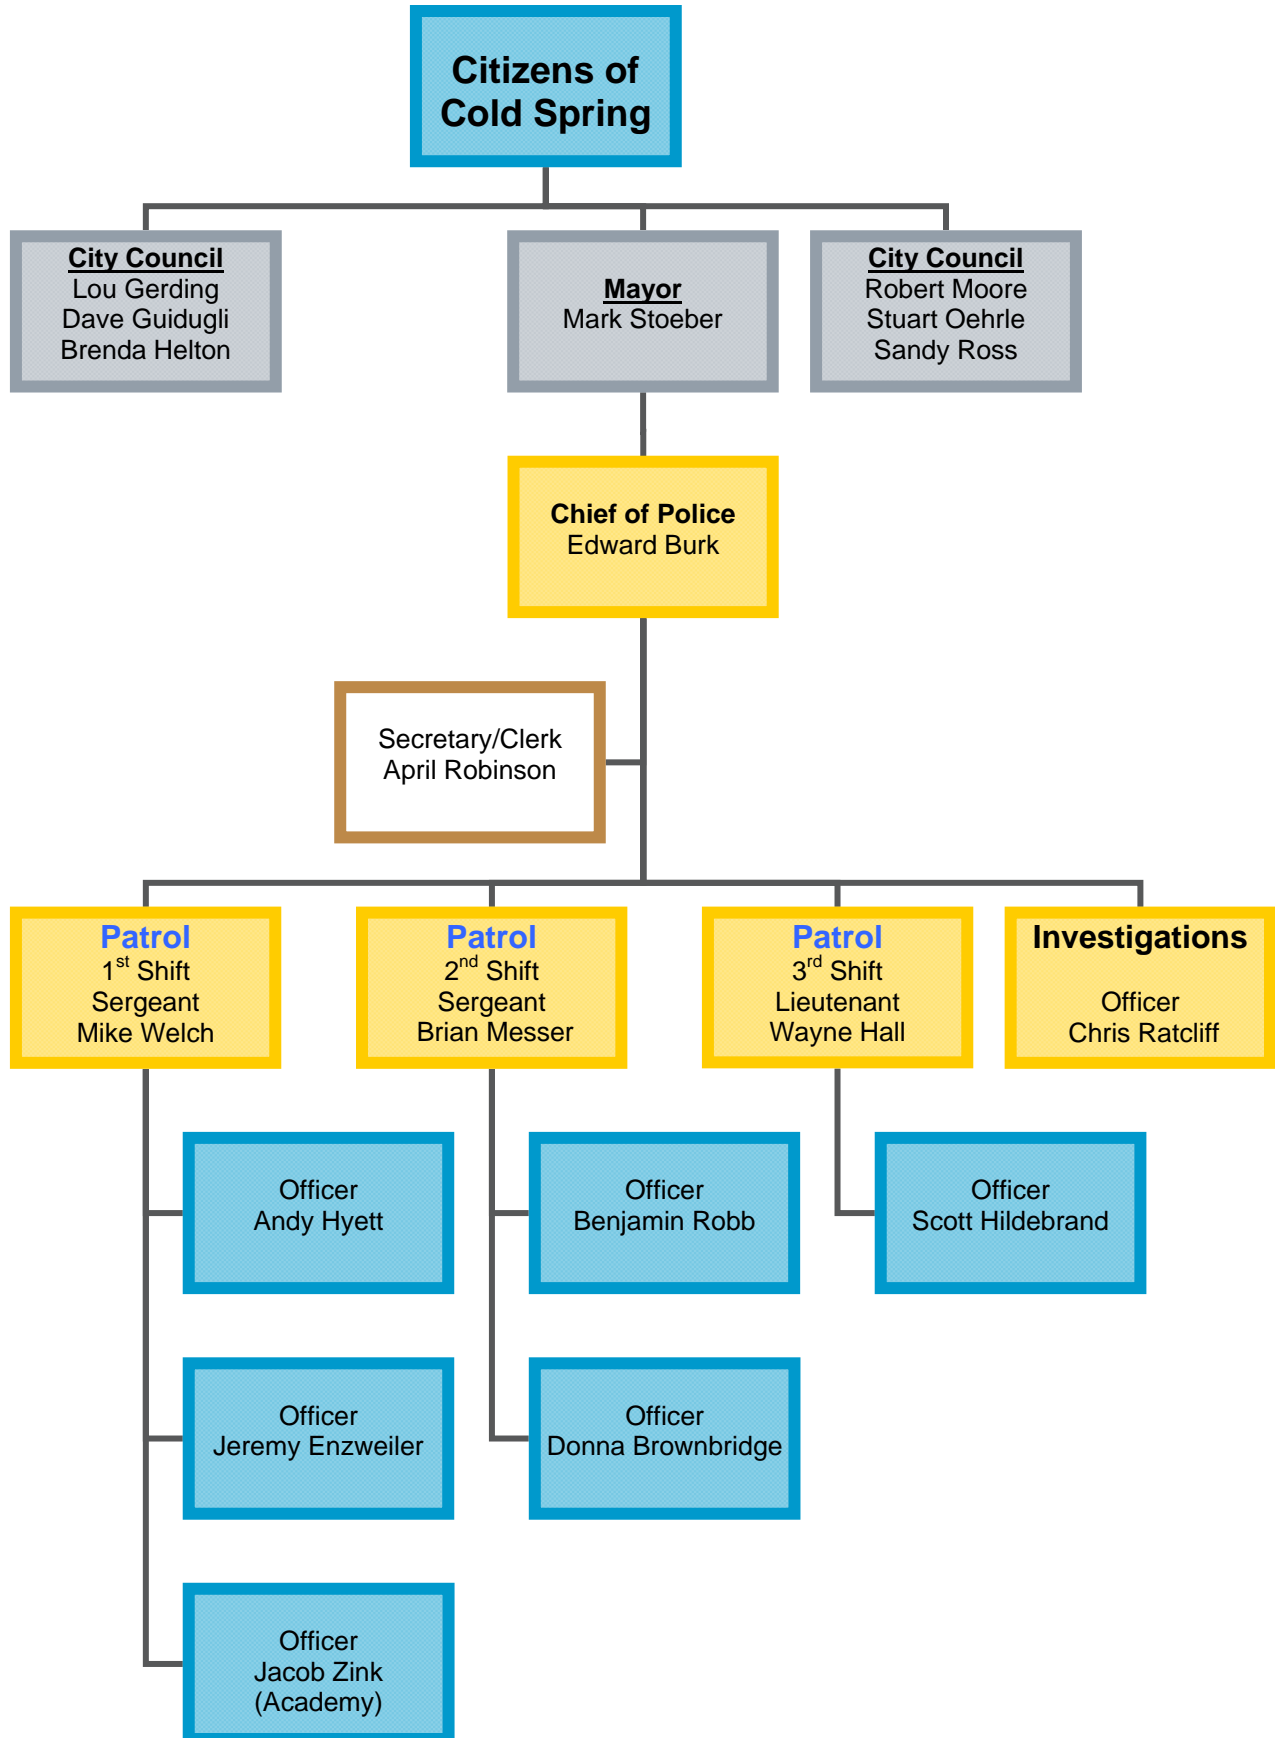 Citizens of
Cold Spring
City Council
Lou Gerding
Dave Guidugli
Brenda Helton
Mayor
Mark Stoeber
City Council
Robert Moore
Stuart Oehrle
Sandy Ross
Chief of Police
Edward Burk
Secretary/Clerk
April Robinson
Patrol
1st Shift
Sergeant
Mike Welch
Patrol
2nd Shift
Sergeant
Brian Messer
Patrol
3rd Shift
Lieutenant
Wayne Hall
Investigations
Officer
Chris Ratcliff
Officer
Andy Hyett
Officer
Benjamin Robb
Officer
Scott Hildebrand
Officer
Jeremy Enzweiler
Officer
Donna Brownbridge
Officer
Jacob Zink
(Academy)